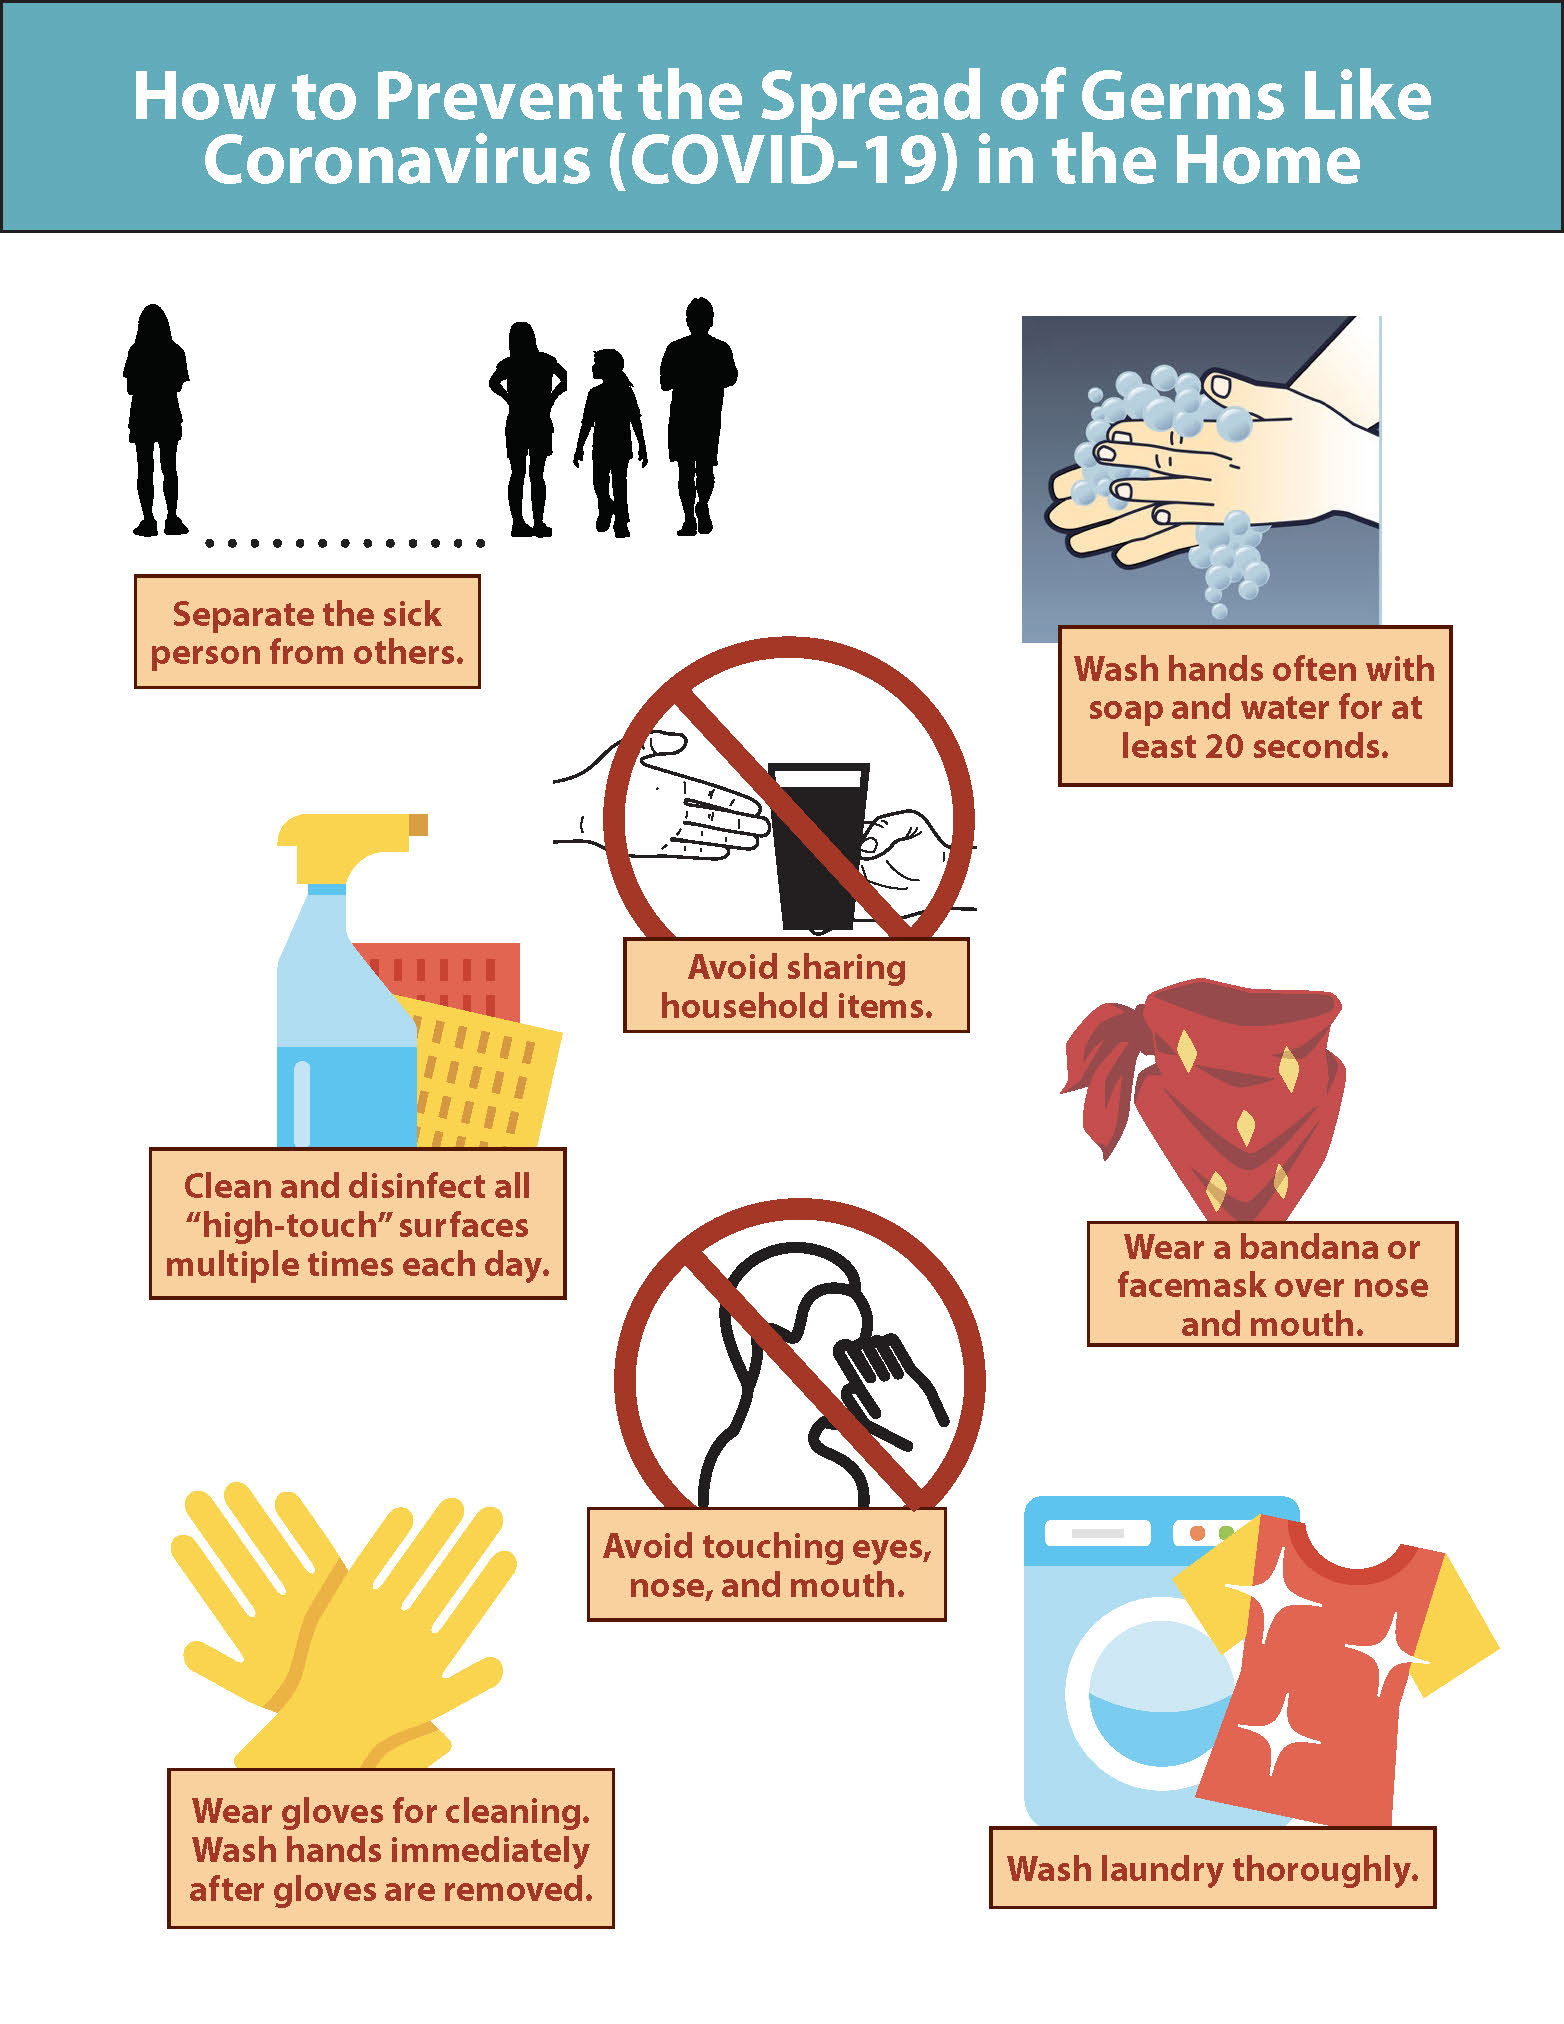 How to Prevent the Spread of Germs Like
Coronavirus (COVID-19) in the Home
Separate the sick
person from others.
Wash hands often with
soap and water for at
least 20 seconds.
Avoid sharing
household items.
Clean and disinfect all
“high-touch” surfaces
multiple times each day.
Wear a bandana or
facemask over nose
and mouth.
Avoid touching eyes,
nose, and mouth.
Wear gloves for cleaning.
Wash hands immediately
after gloves are removed.
Wash laundry thoroughly.